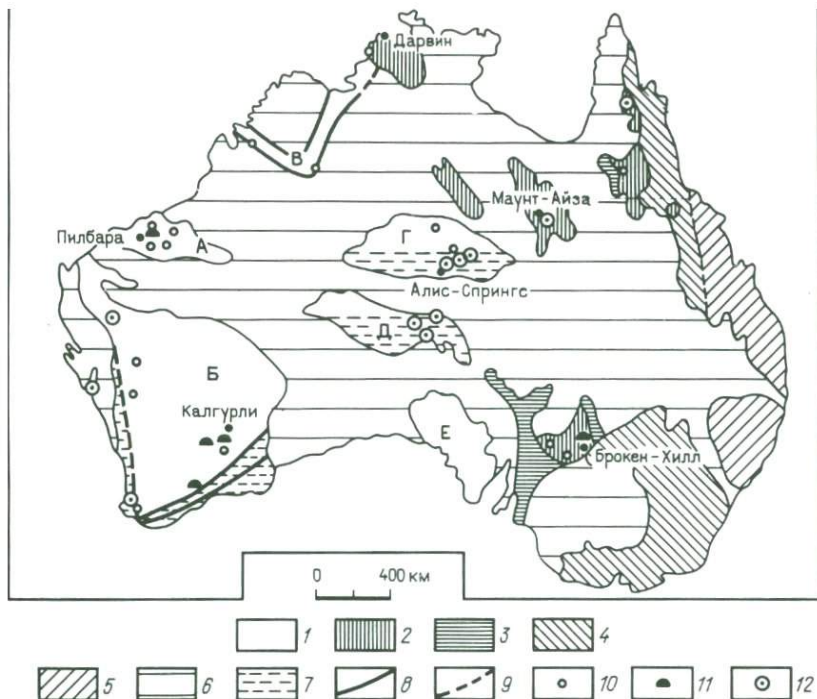 Дарвин
В
Маунт-Айза
Пилбара
А
Г
Алис-Спрингс
Д
Б
Калгурли
Е
Брокен-Хилл
0 400 км
1 2 3 4
5 6 7 8 9 10 11 12